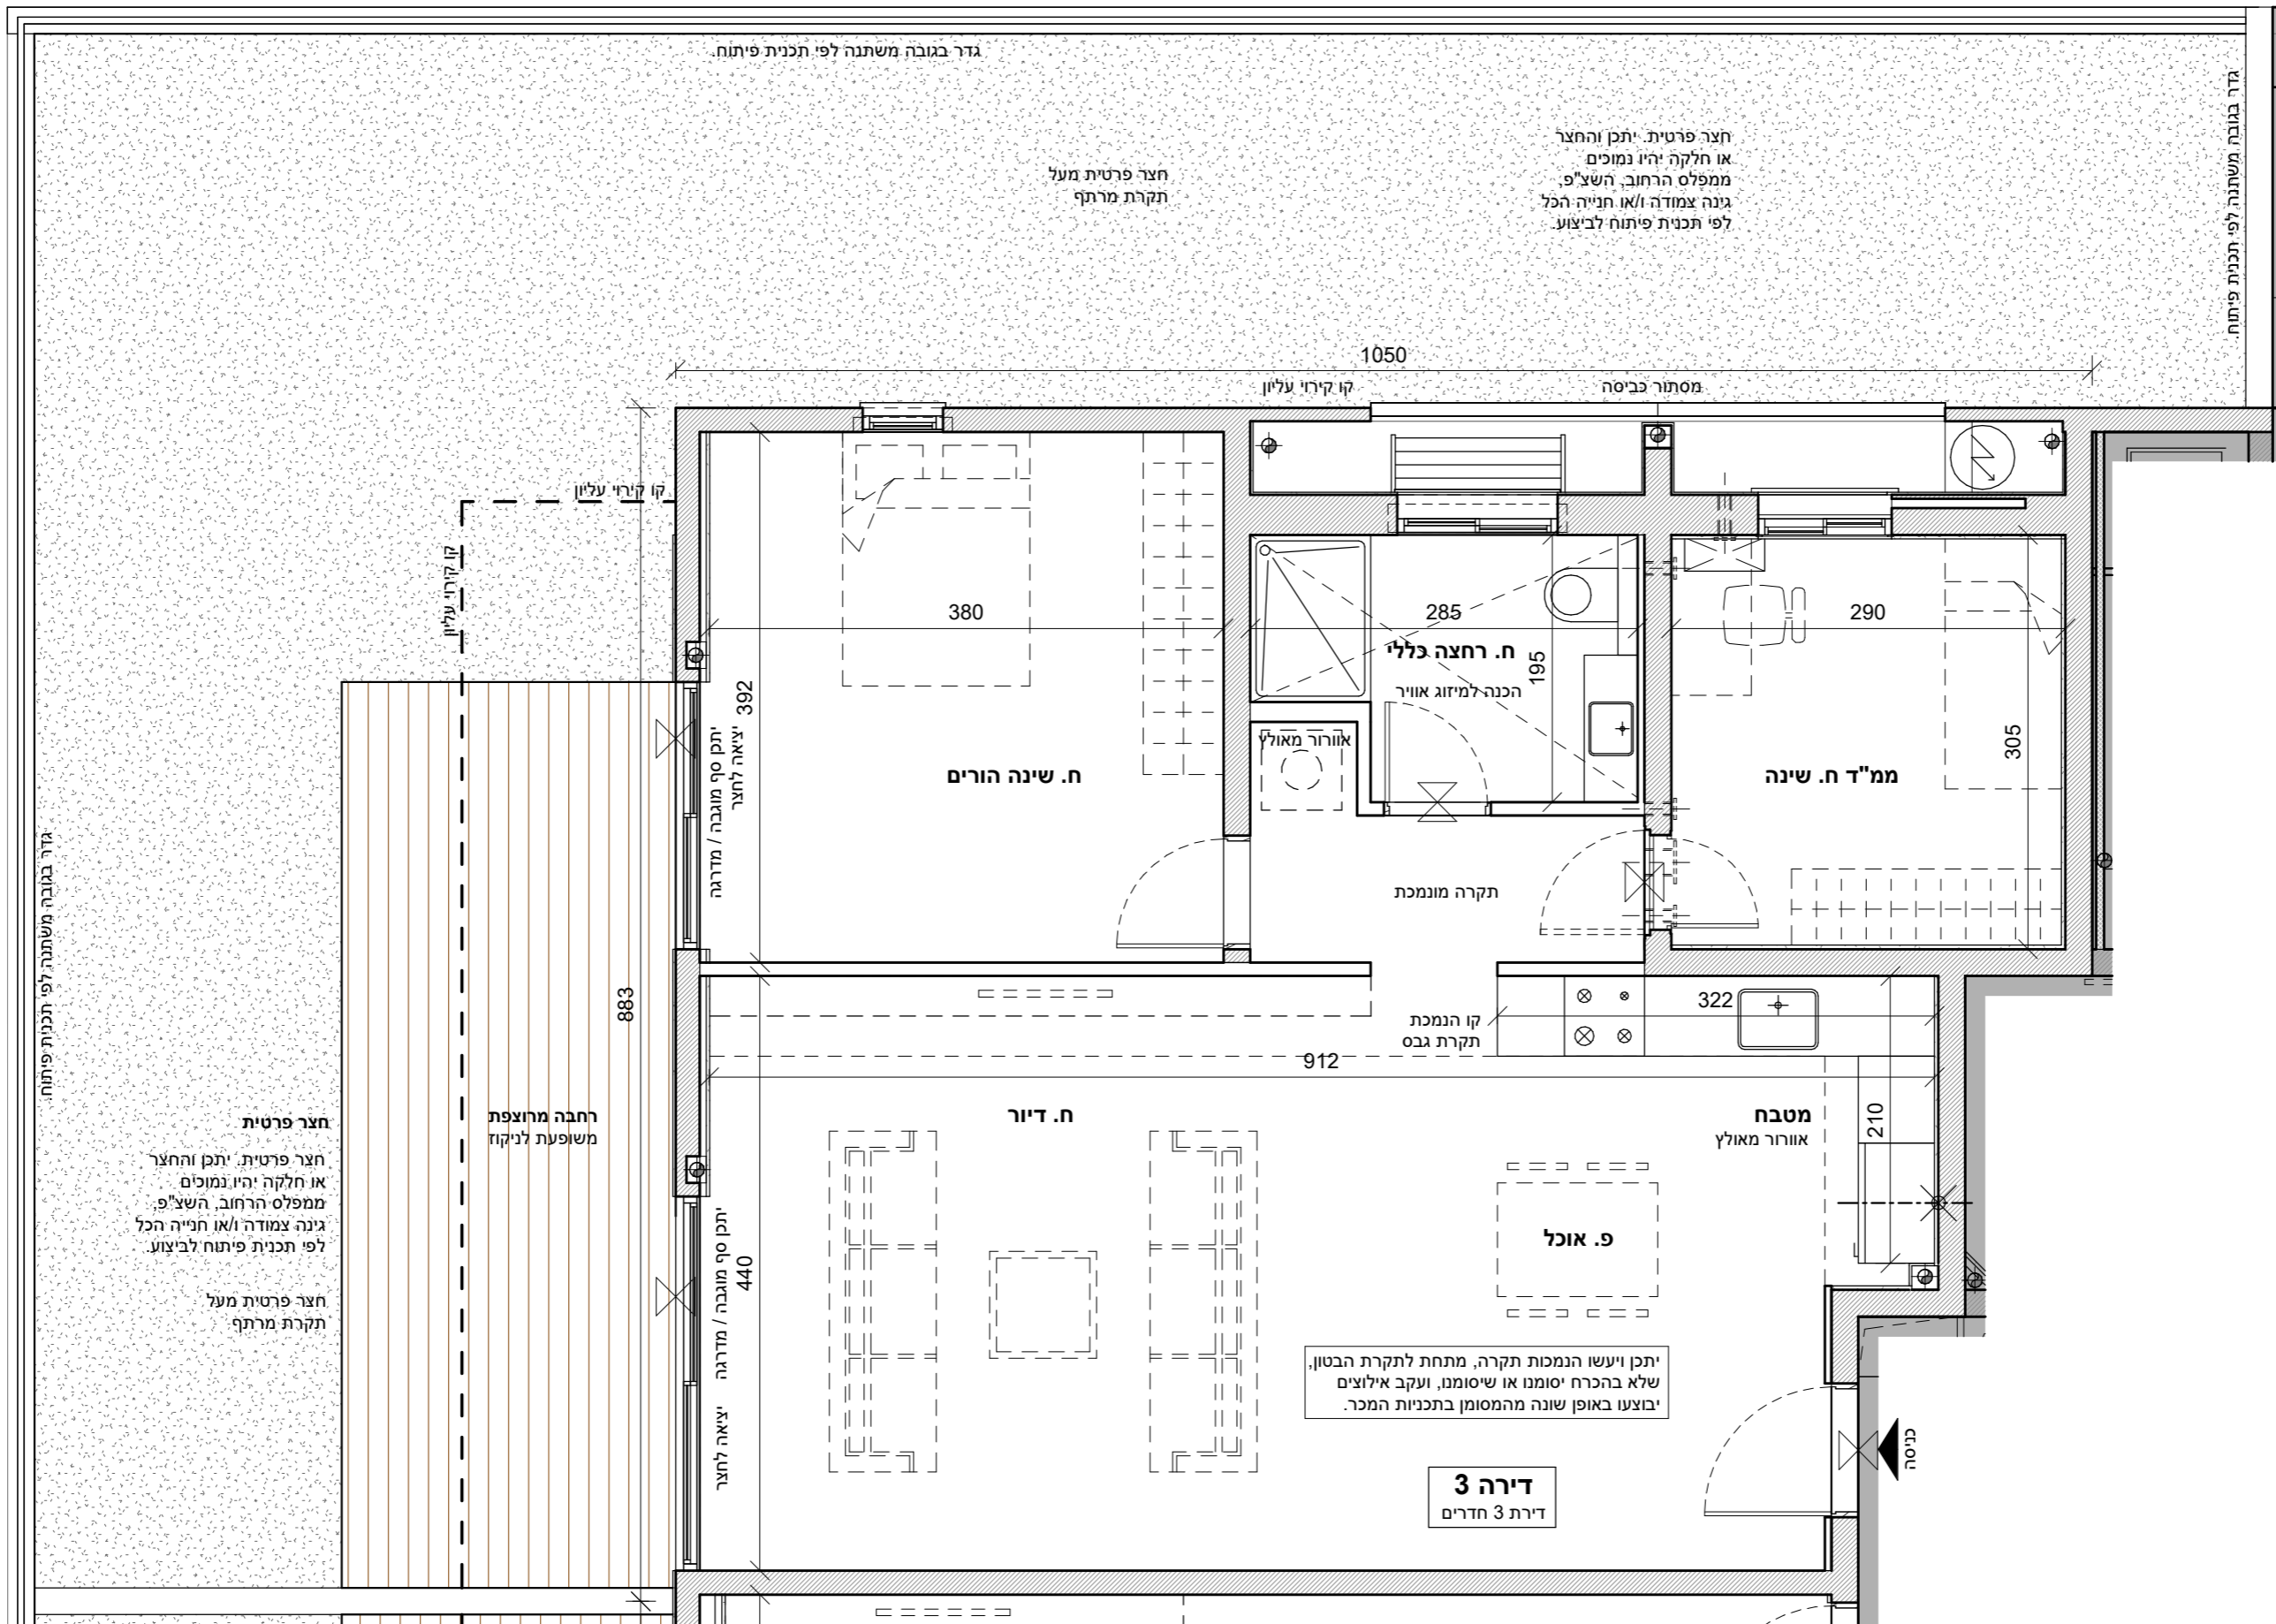 גדר בגובה משתנה לפי תכנית פיתוח.
חצר פרטית. יתכן והחצר
או חלקה יהיו נמוכים
ממפלס הרחוב, השצ"פ,
גינה צמודה ו/או חנייה הכל
לפי תכנית פיתוח לביצוע.
חצר פרטית מעל
תקרת מרתף
גדר בגובה משתנה לפי תכנית פיתוח.
1050
מסתור כביסה
קו קירוי עליון
קו קירוי עליון
קו קירוי עליון
290
285
380
ח. רחצה כללי
195
הכנה למיזוג אוויר
392
אוורור מאולץ
305
ממ"ד ח. שינה
ח. שינה הורים
יתכן סף מוגבה / מדרגה
יציאה לחצר
תקרה מונמכת
גדר בגובה משתנה לפי תכנית פיתוח.
883
322
קו הנמכת
תקרת גבס
912
210
מטבח
אוורור מאולץ
ח. דיור
רחבה מרוצפת
משופעת לניקוז
חצר פרטית
חצר פרטית. יתכן והחצר
או חלקה יהיו נמוכים
ממפלס הרחוב, השצ"פ,
גינה צמודה ו/או חנייה הכל
לפי תכנית פיתוח לביצוע.
חצר פרטית מעל
תקרת מרתף
פ. אוכל
440
יתכן סף מוגבה / מדרגה
יציאה לחצר
יתכן ויעשו הנמכות תקרה, מתחת לתקרת הבטון,
שלא בהכרח יסומנו או שיסומנו, ועקב אילוצים
יבוצעו באופן שונה מהמסומן בתכניות המכר.
כניסה
דירה 3
דירת 3 חדרים